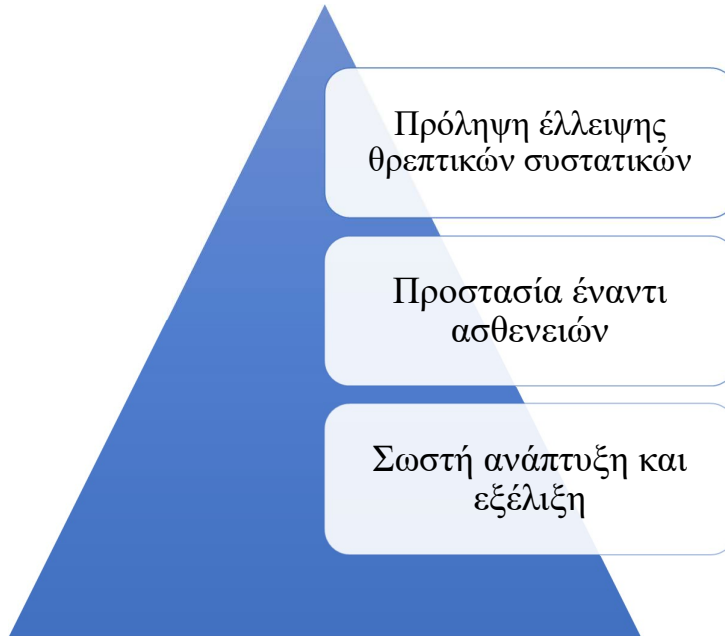 Πρόληψη έλλειψης
θρεπτικών συστατικών
Προστασία έναντι
ασθενειών
Σωστή ανάπτυξη και
εξέλιξη